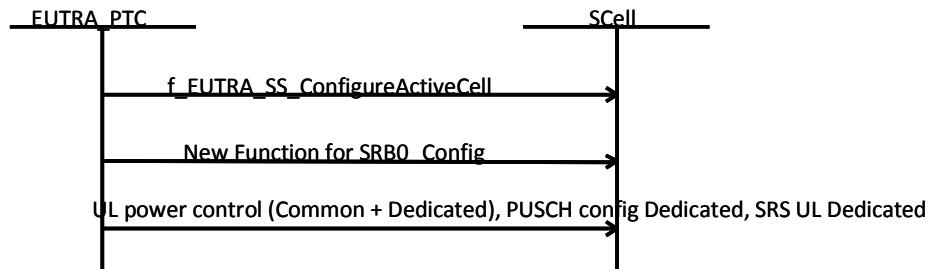 EUTRA_PTC
SCell
f_EUTRA_SS_ConfigureActiveCell
New Function for SRB0_Config
UL power control (Common + Dedicated), PUSCH config Dedicated, SRS UL Dedicated